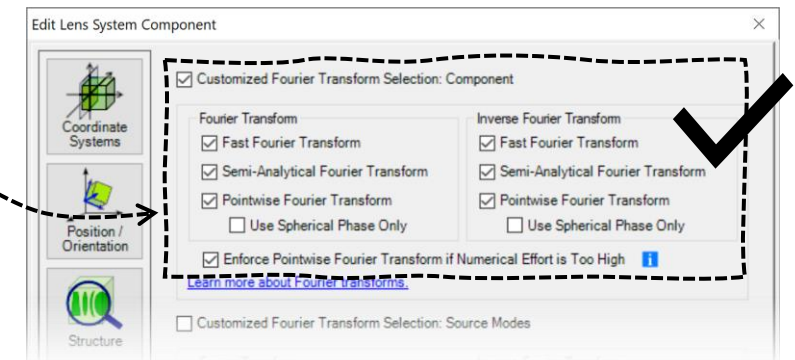 Edit Lens System Component
Coordinate
Systems
Position /
Orientation
Structure
Customized Fourier Transform Selection: Component
Fourier Transform
Fast Fourier Transform
Semi-Analytical Fourier Transform
Pointwise Fourier Transform
Use Spherical Phase Only
Inverse Fourier Transform
Fast Fourier Transform
Semi-Analytical Fourier Transform
Pointwise Fourier Transform
Use Spherical Phase Only
Enforce Pointwise Fourier Transform if Numerical Effort is Too High
Learn more about Fourier transforms.
Customized Fourier Transform Selection: Source Modes